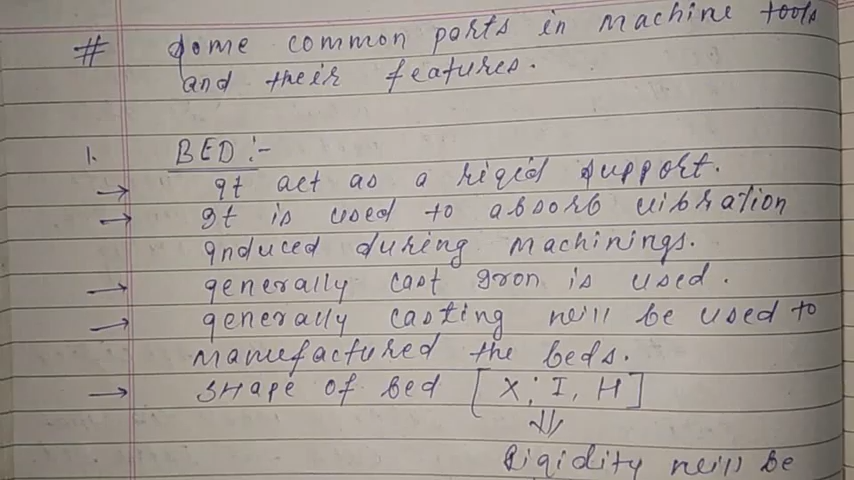 # Some common parts in machine tools
and their features.
1. BED :-
→ It act as a rigid support.
→ It is used to absorb vibration
induced during machinings.
→ generally cast Iron is used.
→ generally casting will be used to
manufactured the beds.
→ shape of bed [X, I, H]
⇓
Rigidity will be